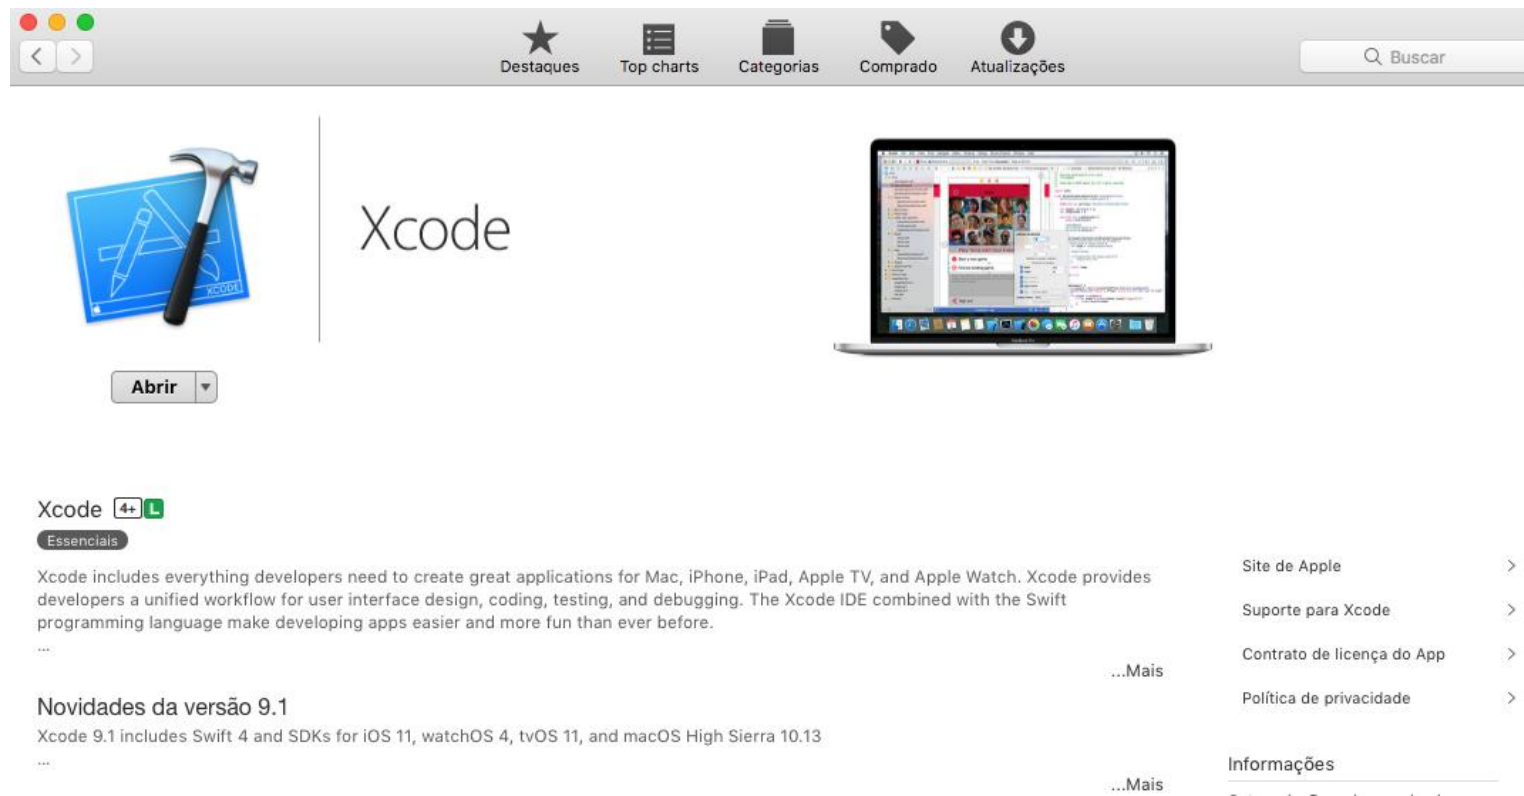 Destaques
Top charts
Categorias
Comprado
Atualizações
Buscar
Xcode
XCODE
Abrir
Xcode 4+ L
Essenciais
Xcode includes everything developers need to create great applications for Mac, iPhone, iPad, Apple TV, and Apple Watch. Xcode provides
developers a unified workflow for user interface design, coding, testing, and debugging. The Xcode IDE combined with the Swift
programming language make developing apps easier and more fun than ever before.
...
...Mais
Novidades da versão 9.1
Xcode 9.1 includes Swift 4 and SDKs for iOS 11, watchOS 4, tvOS 11, and macOS High Sierra 10.13
...
...Mais
Site de Apple
Suporte para Xcode
Contrato de licença do App
Política de privacidade
Informações